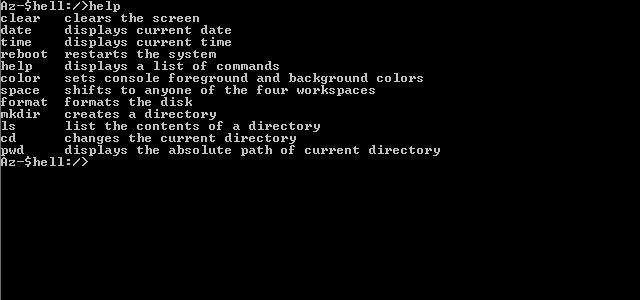 Az-$hell:/>help
clear   clears the screen
date    displays current date
time    displays current time
reboot  restarts the system
help    displays a list of commands
color   sets console foreground and background colors
space   shifts to anyone of the four workspaces
format  formats the disk
mkdir   creates a directory
ls      list the contents of a directory
cd      changes the current directory
pwd     displays the absolute path of current directory
Az-$hell:/>